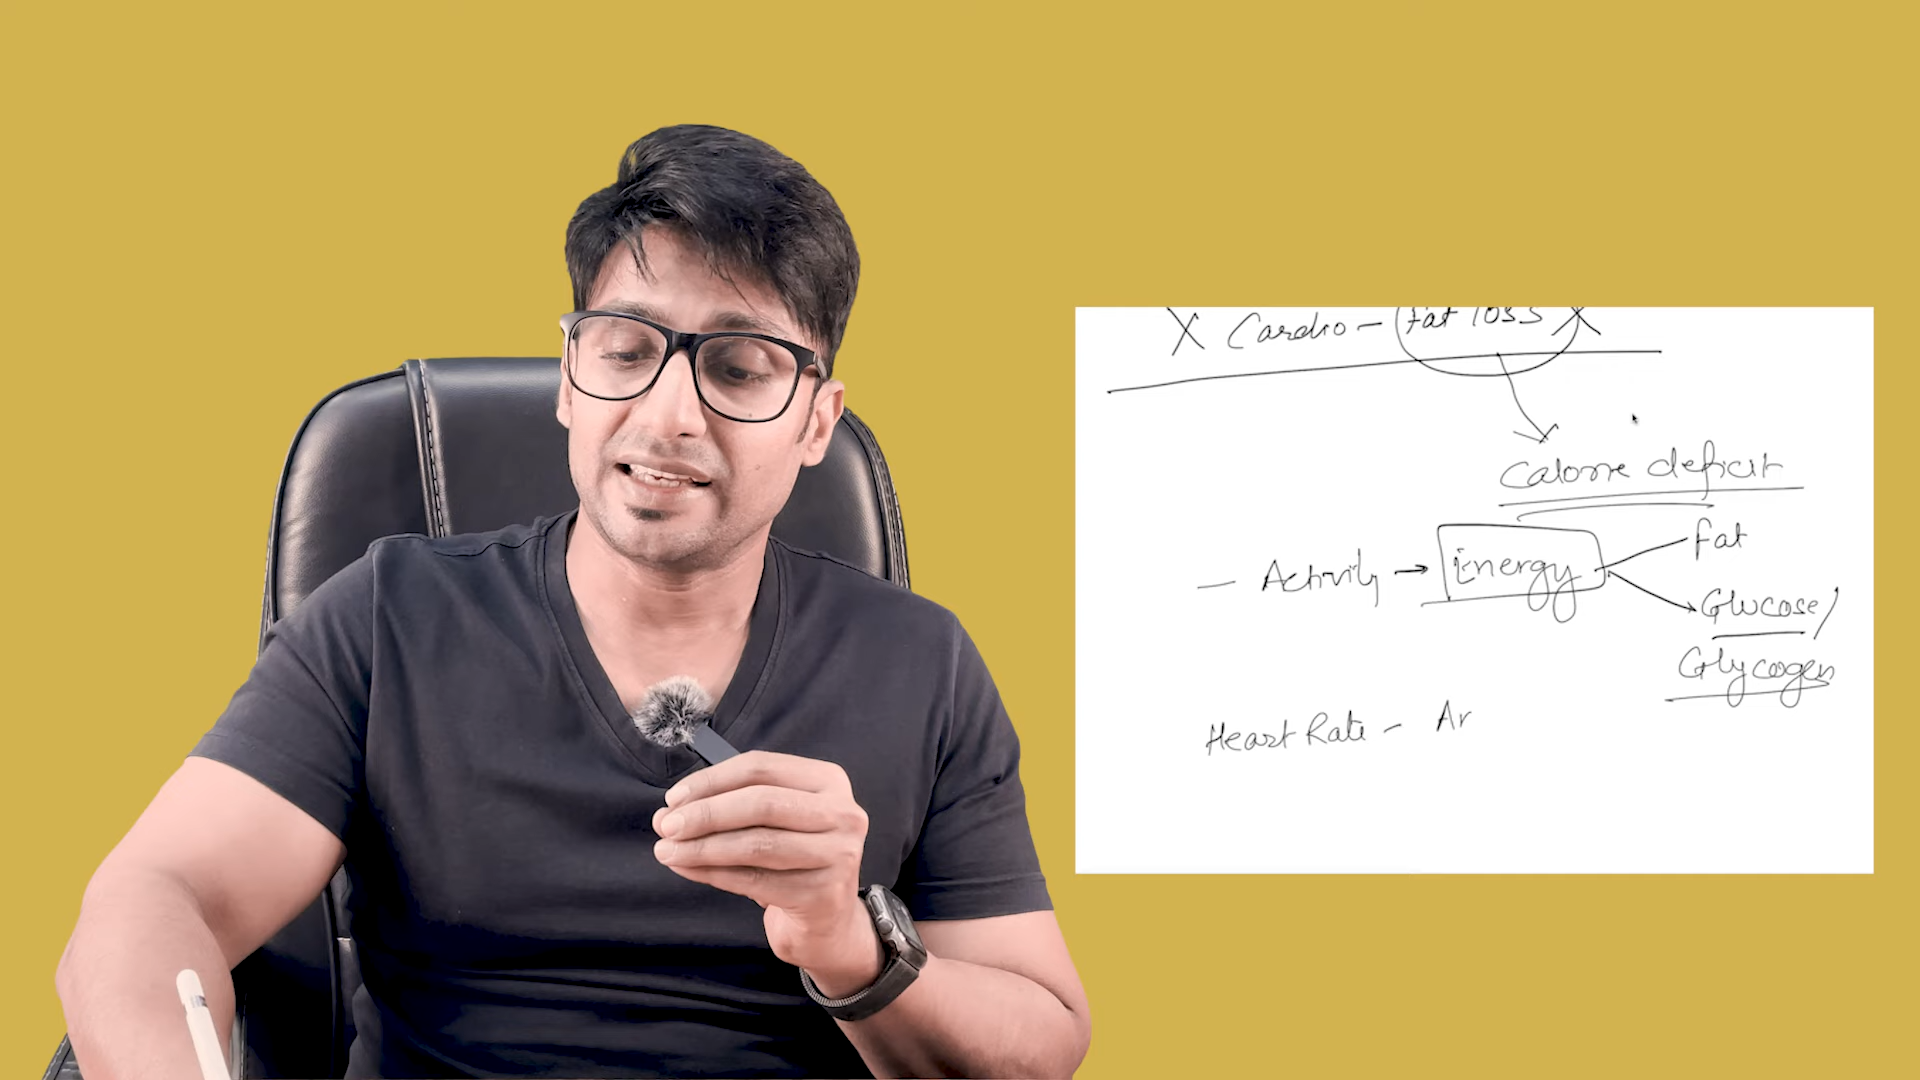 X Cardio - Fat loss X
Calorie deficit
- Activity → Energy
Fat
Glucose/
Glycogen
Heart Rate - Ar